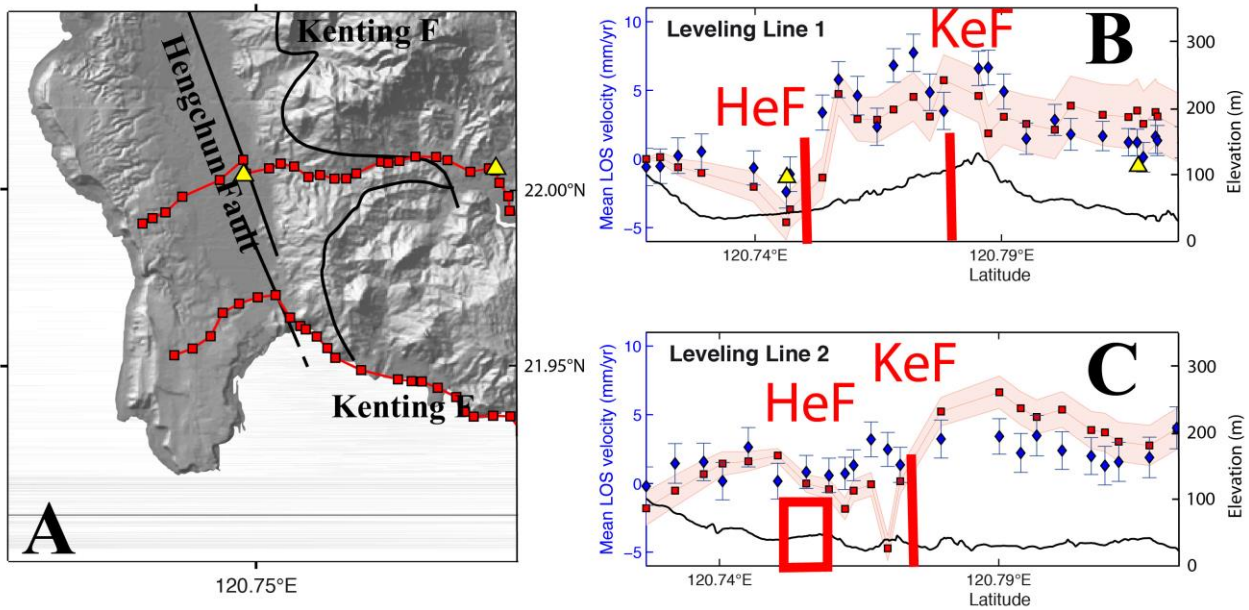 Kenting F
Hengchun Fault
22.00°N
21.95°N
Kenting F
A
120.75°E
Leveling Line 1
B
KeF
HeF
Mean LOS velocity (mm/yr)
10
5
0
−5
300
200
100
0
Elevation (m)
120.74°E
120.79°E
Latitude
Leveling Line 2
C
KeF
HeF
Mean LOS velocity (mm/yr)
10
5
0
−5
300
200
100
0
Elevation (m)
120.74°E
120.79°E
Latitude